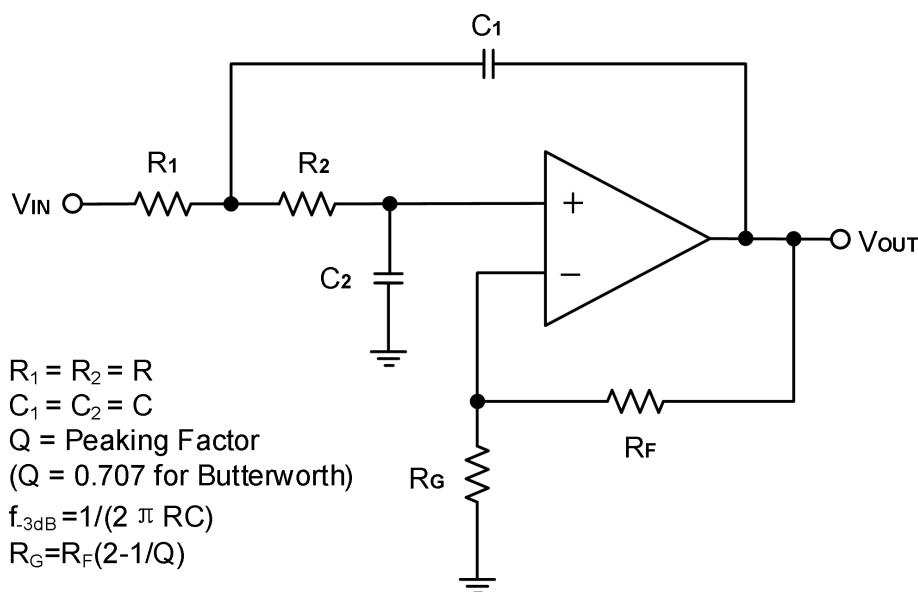 C1
R1
R2
VIN
+
−
VOUT
C2
R1 = R2 = R
C1 = C2 = C
Q = Peaking Factor
(Q = 0.707 for Butterworth)
f-3dB =1/(2 π RC)
RG=RF(2-1/Q)
RF
RG